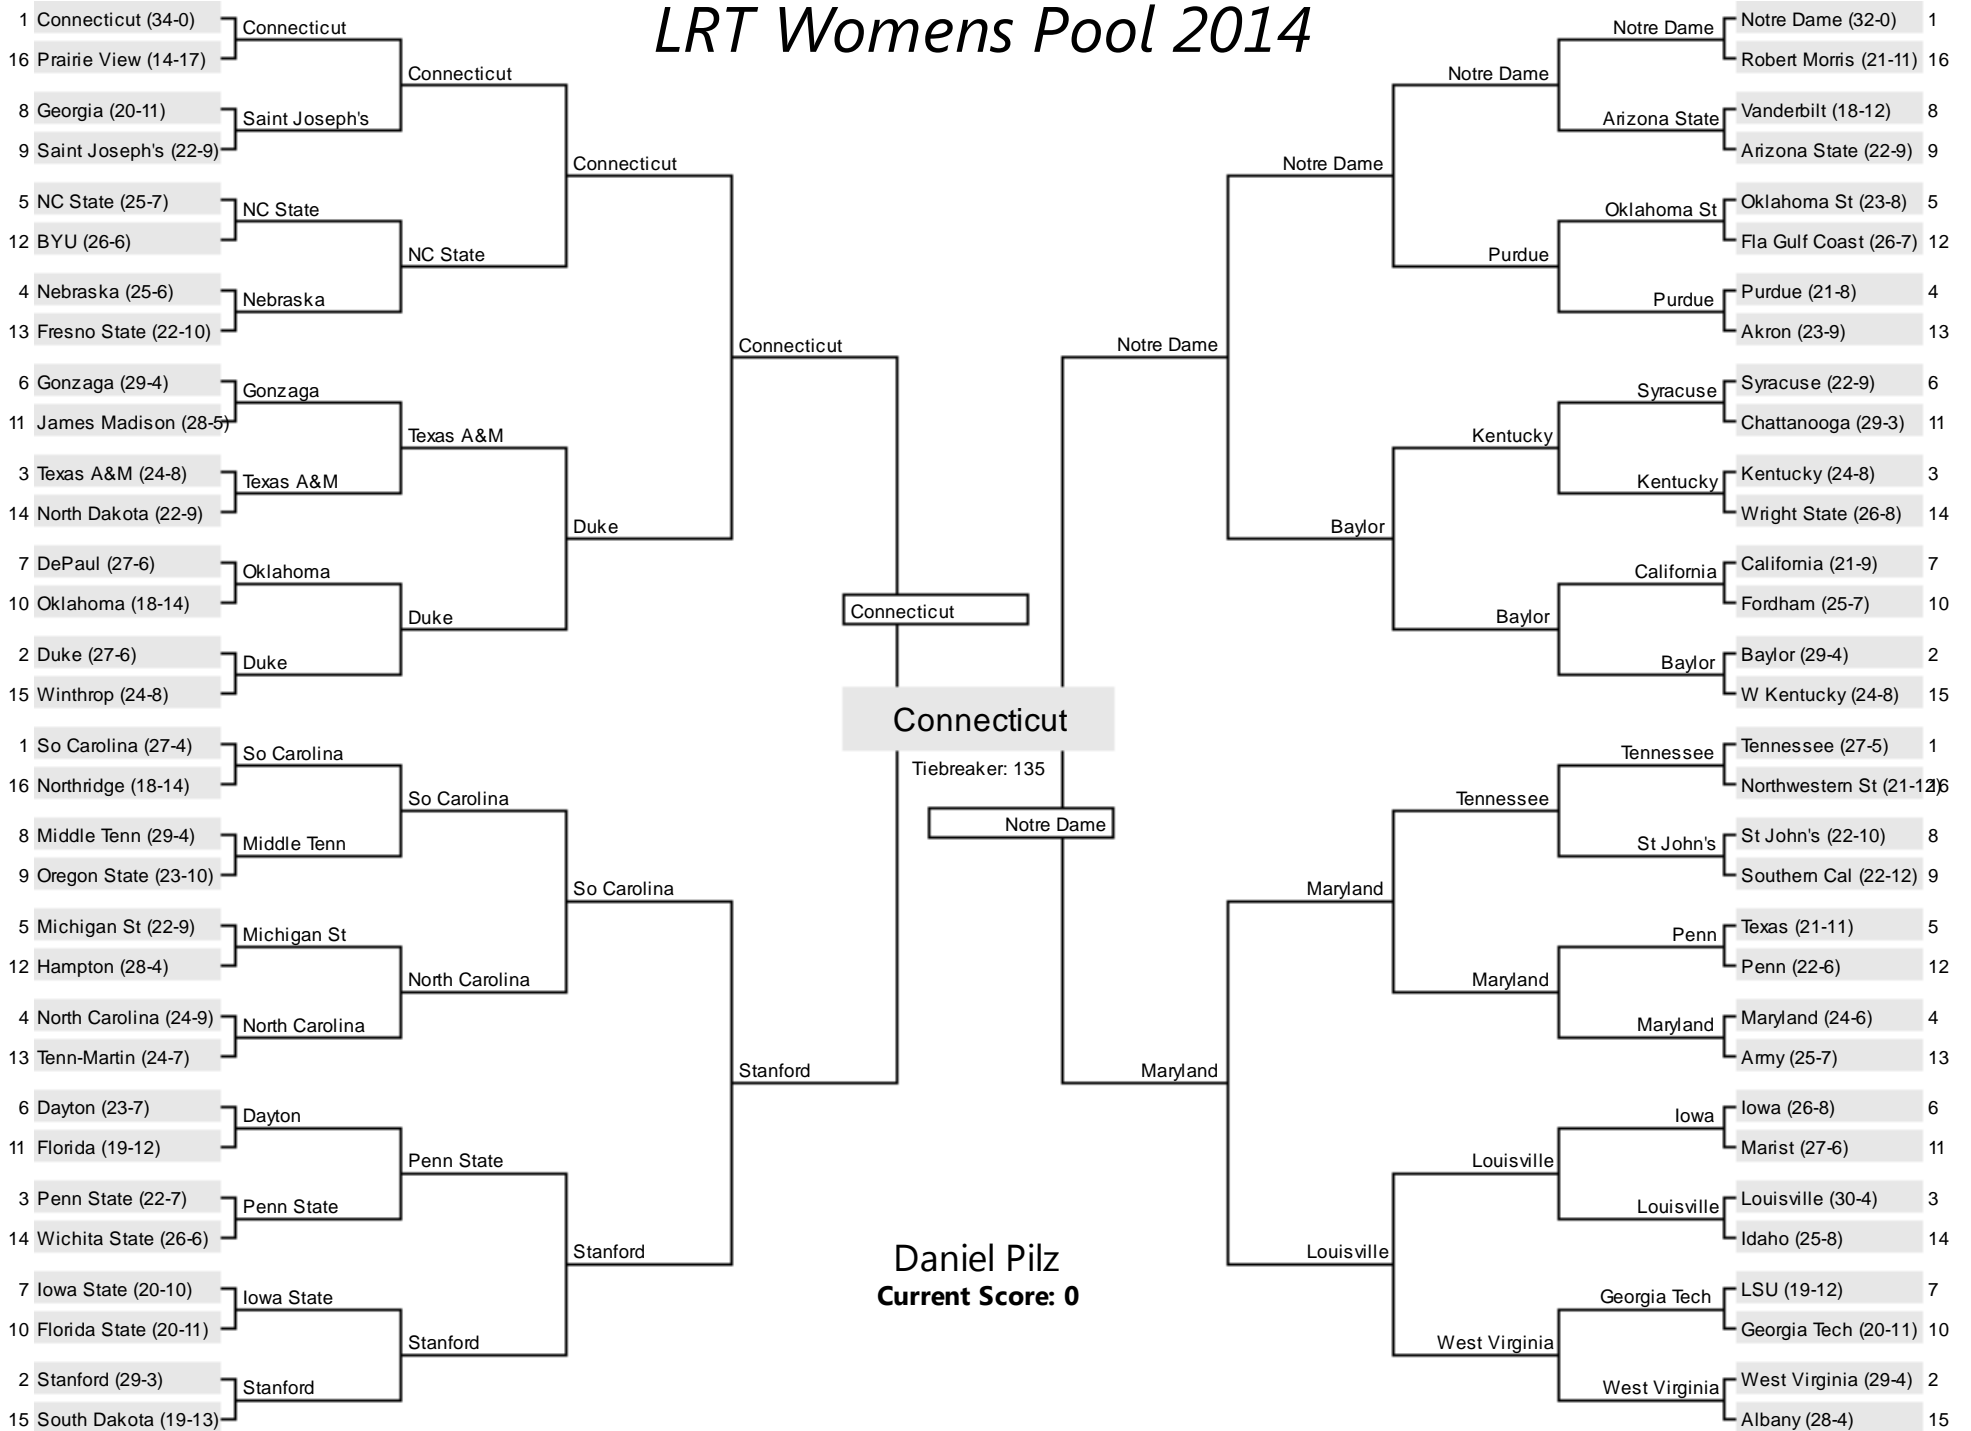 LRT Womens Pool 2014
1 Connecticut (34-0)
16 Prairie View (14-17)
8 Georgia (20-11)
9 Saint Joseph's (22-9)
5 NC State (25-7)
12 BYU (26-6)
4 Nebraska (25-6)
13 Fresno State (22-10)
6 Gonzaga (29-4)
11 James Madison (28-5)
3 Texas A&M (24-8)
14 North Dakota (22-9)
7 DePaul (27-6)
10 Oklahoma (18-14)
2 Duke (27-6)
15 Winthrop (24-8)
1 So Carolina (27-4)
16 Northridge (18-14)
8 Middle Tenn (29-4)
9 Oregon State (23-10)
5 Michigan St (22-9)
12 Hampton (28-4)
4 North Carolina (24-9)
13 Tenn-Martin (24-7)
6 Dayton (23-7)
11 Florida (19-12)
3 Penn State (22-7)
14 Wichita State (26-6)
7 Iowa State (20-10)
10 Florida State (20-11)
2 Stanford (29-3)
15 South Dakota (19-13)
Connecticut
Saint Joseph's
NC State
Nebraska
Gonzaga
Texas A&M
Oklahoma
Duke
So Carolina
Middle Tenn
Michigan St
North Carolina
Dayton
Penn State
Iowa State
Stanford
Connecticut
NC State
Texas A&M
Duke
So Carolina
North Carolina
Penn State
Stanford
Connecticut
Duke
So Carolina
Stanford
Connecticut
Stanford
Connecticut
Connecticut
Tiebreaker: 135
Notre Dame
Daniel Pilz
Current Score: 0
Notre Dame
Maryland
Notre Dame
Baylor
Maryland
Louisville
Notre Dame
Purdue
Kentucky
Baylor
Tennessee
Maryland
Louisville
West Virginia
Notre Dame
Arizona State
Oklahoma St
Purdue
Syracuse
Kentucky
California
Baylor
Tennessee
St John's
Penn
Maryland
Iowa
Louisville
Georgia Tech
West Virginia
Notre Dame (32-0) 1
Robert Morris (21-11) 16
Vanderbilt (18-12) 8
Arizona State (22-9) 9
Oklahoma St (23-8) 5
Fla Gulf Coast (26-7) 12
Purdue (21-8) 4
Akron (23-9) 13
Syracuse (22-9) 6
Chattanooga (29-3) 11
Kentucky (24-8) 3
Wright State (26-8) 14
California (21-9) 7
Fordham (25-7) 10
Baylor (29-4) 2
W Kentucky (24-8) 15
Tennessee (27-5) 1
Northwestern St (21-12) 16
St John's (22-10) 8
Southern Cal (22-12) 9
Texas (21-11) 5
Penn (22-6) 12
Maryland (24-6) 4
Army (25-7) 13
Iowa (26-8) 6
Marist (27-6) 11
Louisville (30-4) 3
Idaho (25-8) 14
LSU (19-12) 7
Georgia Tech (20-11) 10
West Virginia (29-4) 2
Albany (28-4) 15